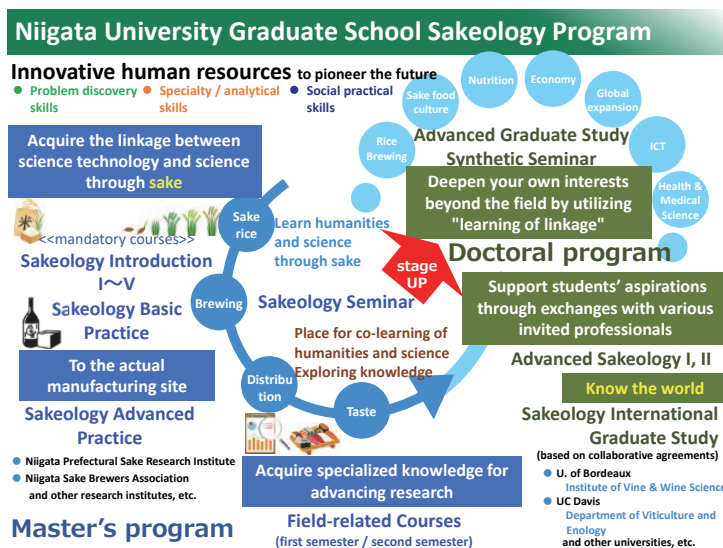 Niigata University Graduate School Sakeology Program
Innovative human resources to pioneer the future
● Problem discovery skills
● Specialty / analytical skills
● Social practical skills
Acquire the linkage between
science technology and science
through sake
<<mandatory courses>>
Sakeology Introduction
I～V
Sakeology Basic
Practice
To the actual
manufacturing site
Sakeology Advanced
Practice
● Niigata Prefectural Sake Research Institute
● Niigata Sake Brewers Association
and other research institutes, etc.
Master's program
Sake
rice
Brewing
Distribu
tion
Taste
Learn humanities
and science
through sake
Sakeology Seminar
Place for co-learning of
humanities and science
Exploring knowledge
Acquire specialized knowledge for
advancing research
Field-related Courses
(first semester / second semester)
stage
UP
Rice
Brewing
Sake food
culture
Nutrition
Economy
Global
expansion
ICT
Health &
Medical
Science
Advanced Graduate Study
Synthetic Seminar
Deepen your own interests
beyond the field by utilizing
"learning of linkage"
Doctoral program
Support students' aspirations
through exchanges with various
invited professionals
Advanced Sakeology I, II
Know the world
Sakeology International
Graduate Study
(based on collaborative agreements)
● U. of Bordeaux
Institute of Vine & Wine Science
● UC Davis
Department of Viticulture and
Enology
and other universities, etc.